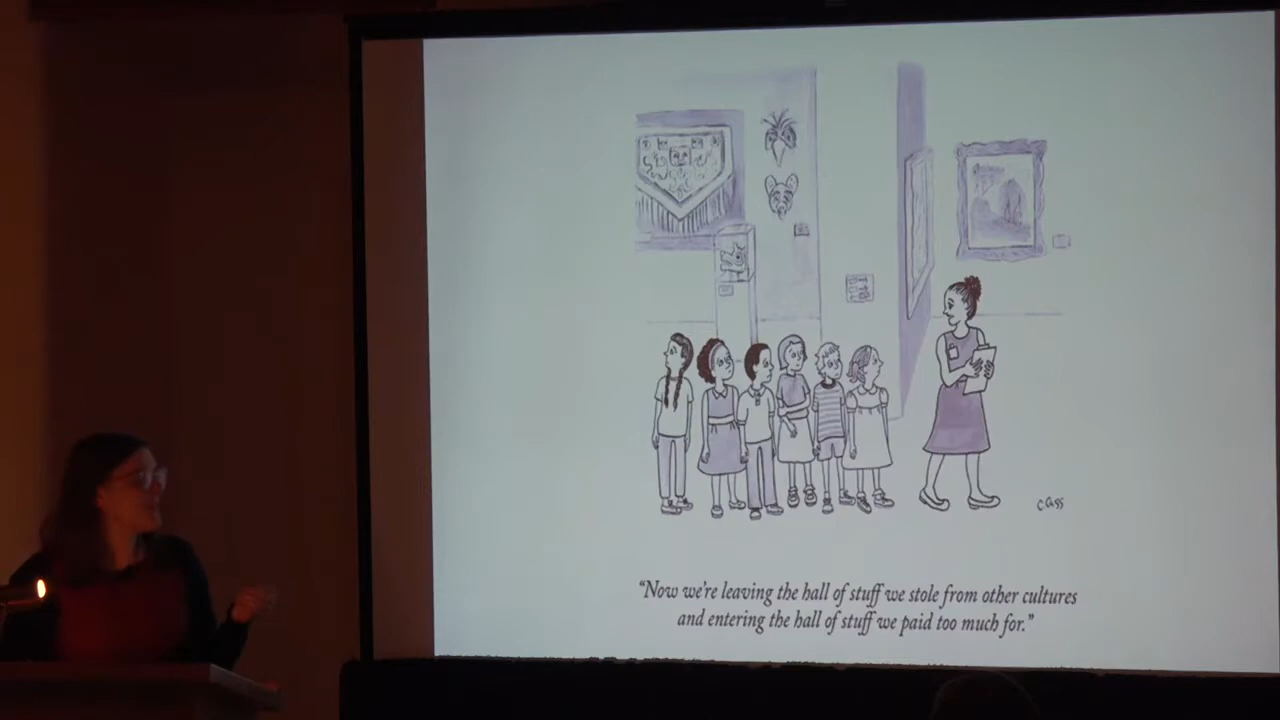 cass
“Now we’re leaving the hall of stuff we stole from other cultures
and entering the hall of stuff we paid too much for.”